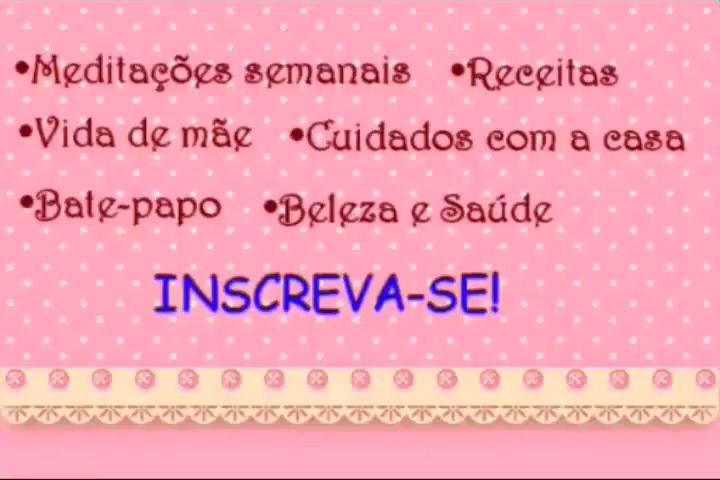 •Meditações semanais •Receitas
•Vida de mãe •Cuidados com a casa
•Bate-papo •Beleza e Saúde
INSCREVA-SE!